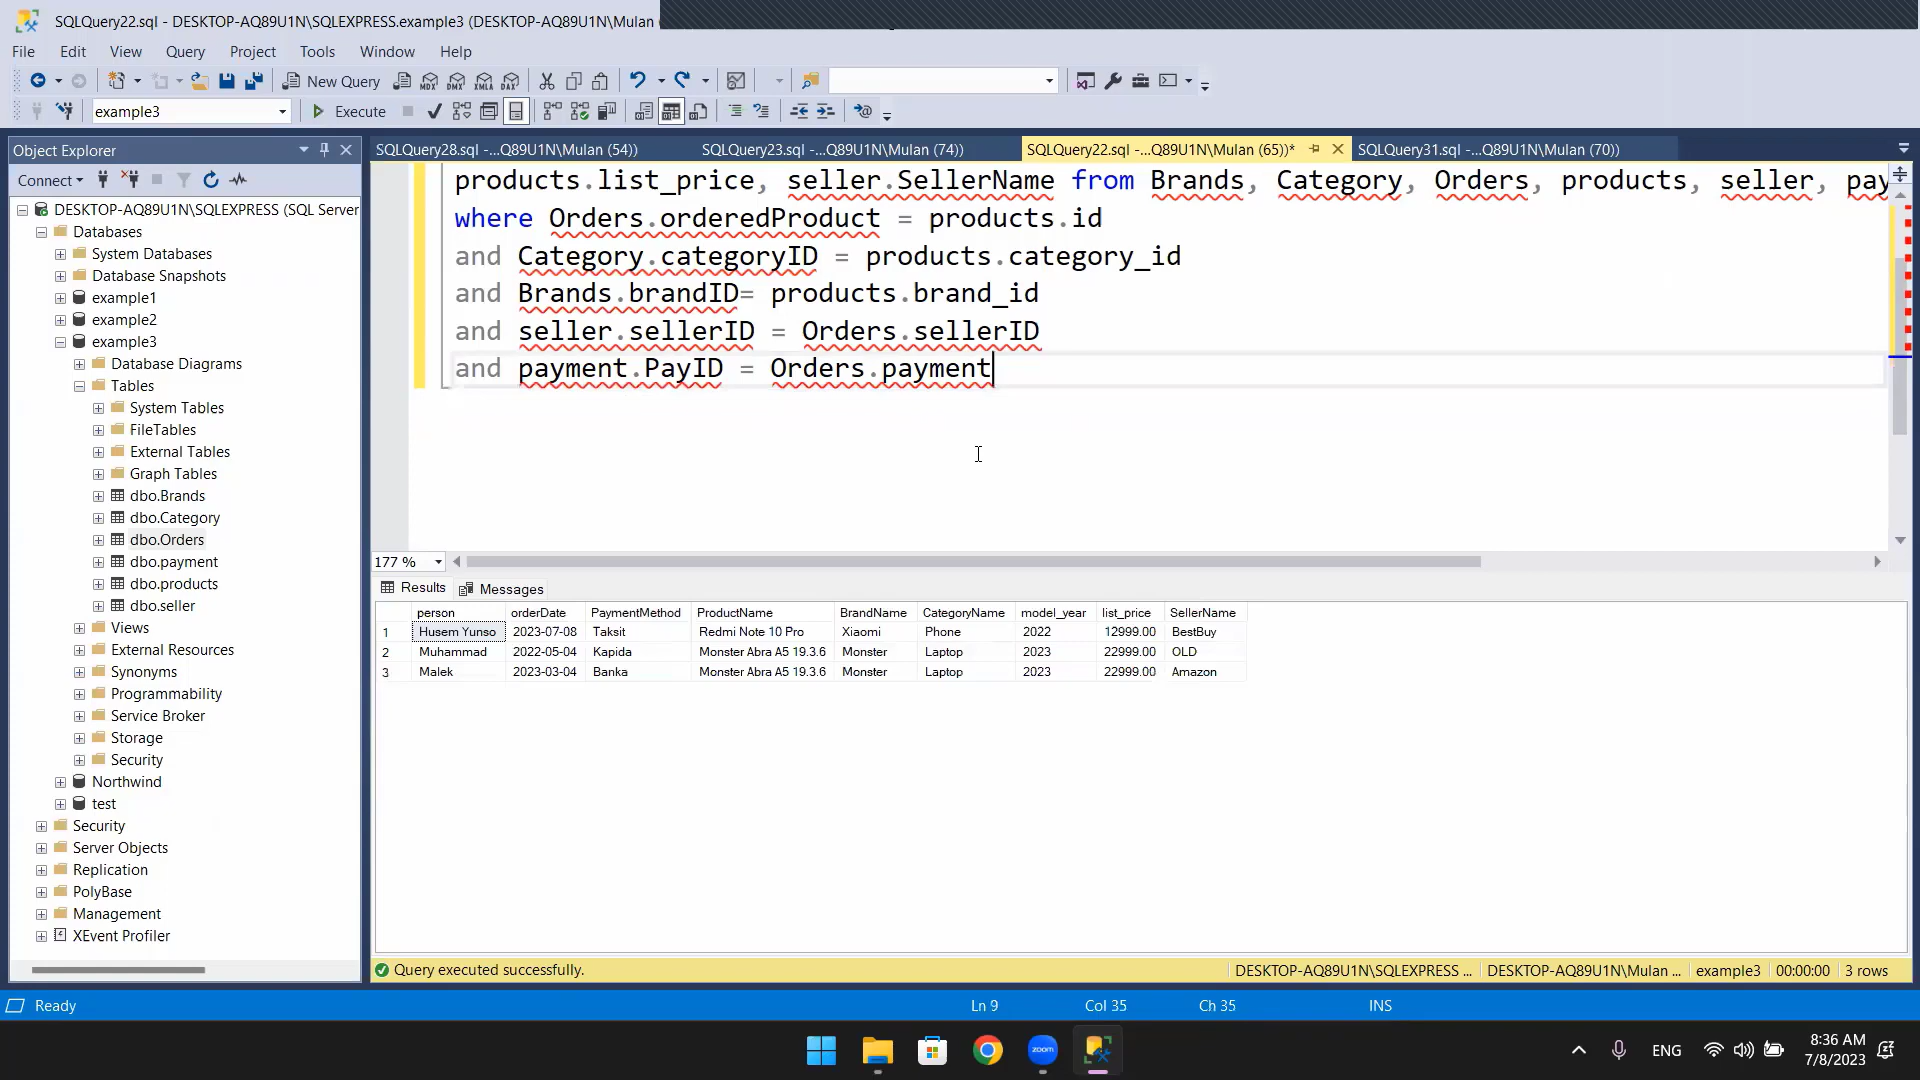 SQLQuery22.sql - DESKTOP-AQ89U1N\SQLEXPRESS.example3 (DESKTOP-AQ89U1N\Mulan (
File Edit View Query Project Tools Window Help
New Query
example3 Execute
Object Explorer
SQLQuery28.sql -...Q89U1N\Mulan (54)) SQLQuery23.sql -...Q89U1N\Mulan (74)) SQLQuery22.sql -...Q89U1N\Mulan (65))* SQLQuery31.sql -...Q89U1N\Mulan (70))
Connect
DESKTOP-AQ89U1N\SQLEXPRESS (SQL Server
Databases
System Databases
Database Snapshots
example1
example2
example3
Database Diagrams
Tables
System Tables
FileTables
External Tables
Graph Tables
dbo.Brands
dbo.Category
dbo.Orders
dbo.payment
dbo.products
dbo.seller
Views
External Resources
Synonyms
Programmability
Service Broker
Storage
Security
Northwind
test
Security
Server Objects
Replication
PolyBase
Management
XEvent Profiler
products.list_price, seller.SellerName from Brands, Category, Orders, products, seller, pay
where Orders.orderedProduct = products.id
and Category.categoryID = products.category_id
and Brands.brandID= products.brand_id
and seller.sellerID = Orders.sellerID
and payment.PayID = Orders.payment
177 %
Results Messages
person orderDate PaymentMethod ProductName BrandName CategoryName model_year list_price SellerName
1 Husem Yunso 2023-07-08 Taksit Redmi Note 10 Pro Xiaomi Phone 2022 12999.00 BestBuy
2 Muhammad 2022-05-04 Kapida Monster Abra A5 19.3.6 Monster Laptop 2023 22999.00 OLD
3 Malek 2023-03-04 Banka Monster Abra A5 19.3.6 Monster Laptop 2023 22999.00 Amazon
Query executed successfully. DESKTOP-AQ89U1N\SQLEXPRESS ... DESKTOP-AQ89U1N\Mulan ... example3 00:00:00 3 rows
Ready Ln 9 Col 35 Ch 35 INS
zoom
ENG
8:36 AM
7/8/2023